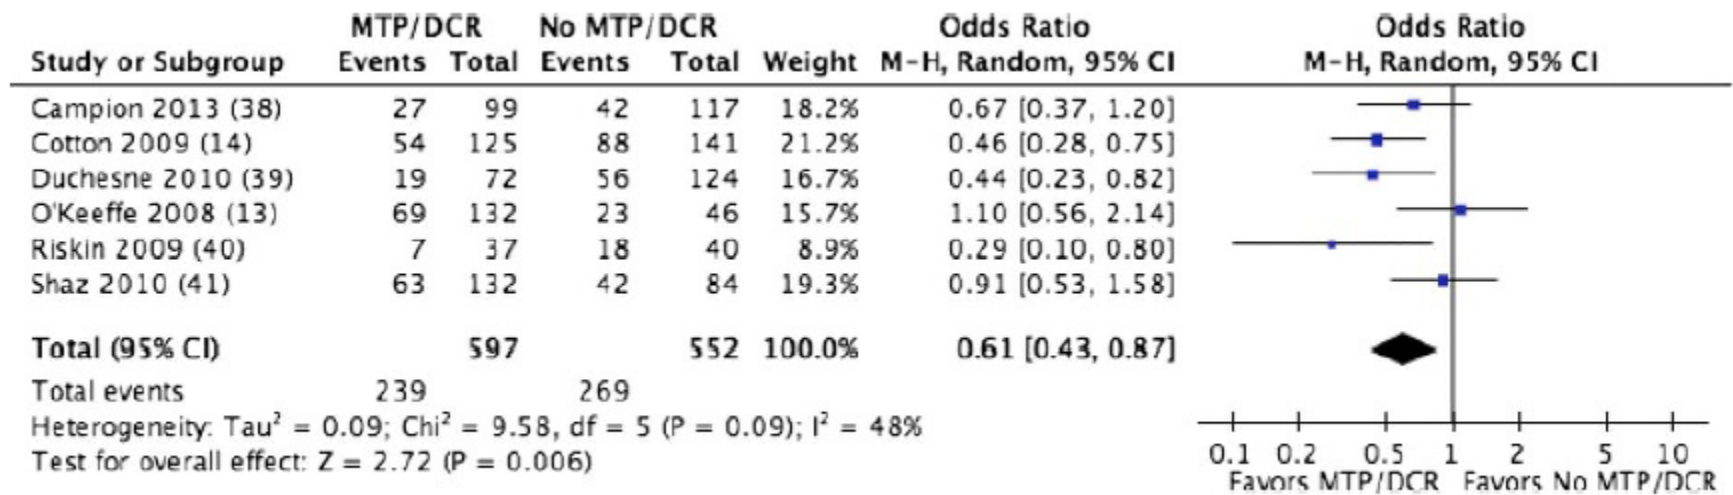 MTP/DCR No MTP/DCR Odds Ratio Odds Ratio
Study or Subgroup Events Total Events Total Weight M-H, Random, 95% CI M-H, Random, 95% CI
Campion 2013 (38) 27 99 42 117 18.2% 0.67 [0.37, 1.20]
Cotton 2009 (14) 54 125 88 141 21.2% 0.46 [0.28, 0.75]
Duchesne 2010 (39) 19 72 56 124 16.7% 0.44 [0.23, 0.82]
O'Keeffe 2008 (13) 69 132 23 46 15.7% 1.10 [0.56, 2.14]
Riskin 2009 (40) 7 37 18 40 8.9% 0.29 [0.10, 0.80]
Shaz 2010 (41) 63 132 42 84 19.3% 0.91 [0.53, 1.58]
Total (95% CI) 597 552 100.0% 0.61 [0.43, 0.87]
Total events 239 269
Heterogeneity: Tau² = 0.09; Chi² = 9.58, df = 5 (P = 0.09); I² = 48%
Test for overall effect: Z = 2.72 (P = 0.006)
0.1 0.2 0.5 1 2 5 10
Favors MTP/DCR Favors No MTP/DCR